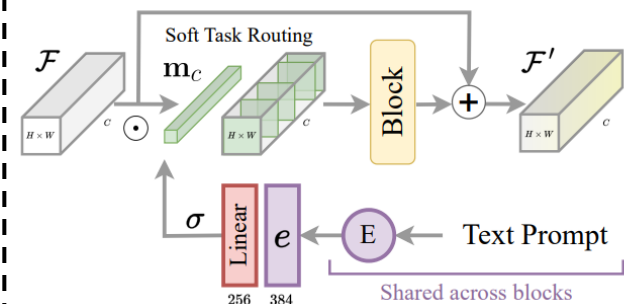 Soft Task Routing
𝓕
m_c
𝓕′
H × W
C
⊙
H × W
C
Block
+
H × W
C
σ
Linear
e
E
Text Prompt
256
384
Shared across blocks